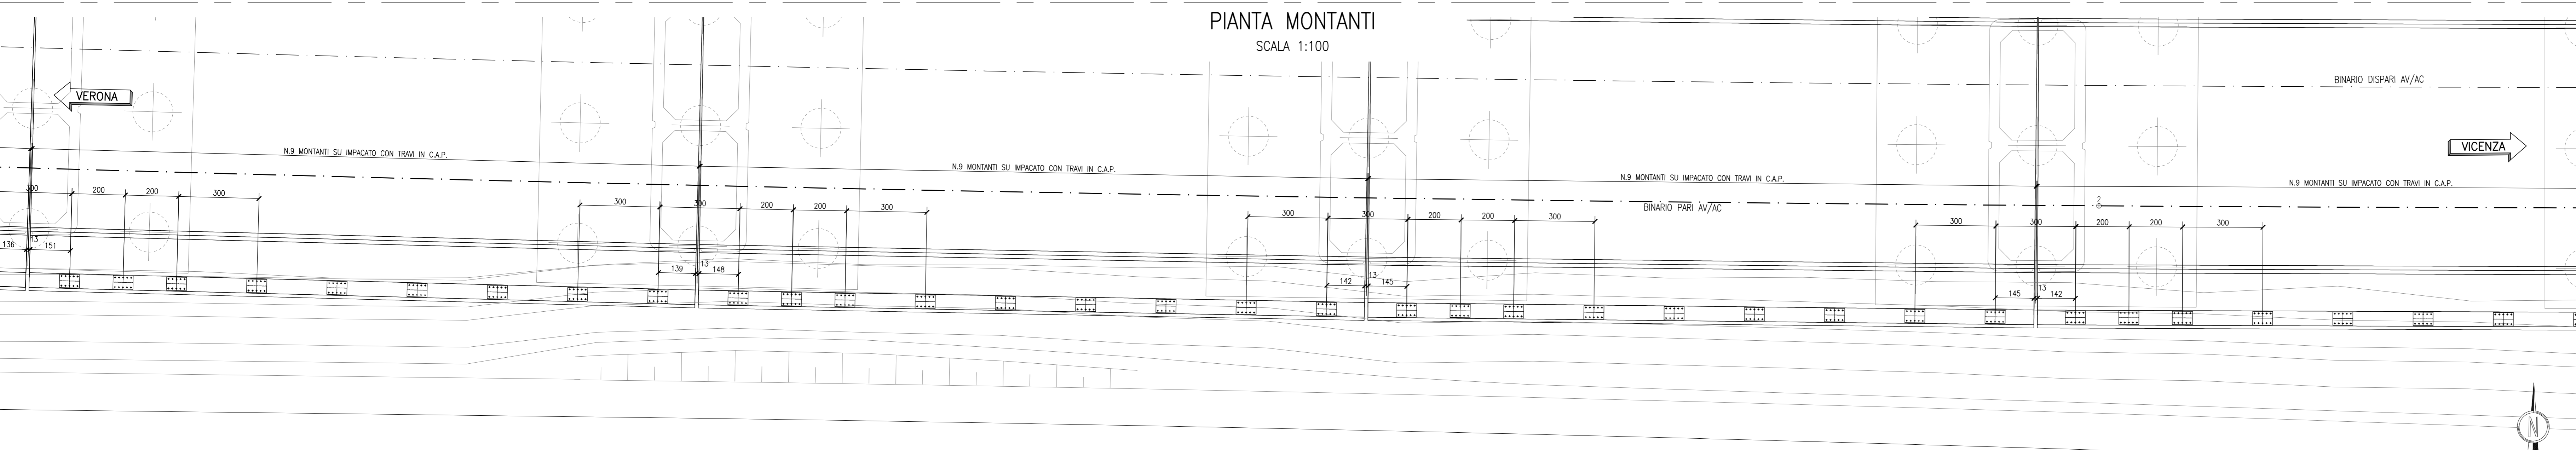 PIANTA MONTANTI
SCALA 1:100
BINARIO DISPARI AV/AC
VERONA
VICENZA
N.9 MONTANTI SU IMPACATO CON TRAVI IN C.A.P.
N.9 MONTANTI SU IMPACATO CON TRAVI IN C.A.P.
N.9 MONTANTI SU IMPACATO CON TRAVI IN C.A.P.
N.9 MONTANTI SU IMPACATO CON TRAVI IN C.A.P.
BINARIO PARI AV/AC
2
300 200 200 300
300 300 200 200 300
300 300 200 200 300
300 300 200 200 300
136 13 151
139 13 148
142 13 145
145 13 142
N